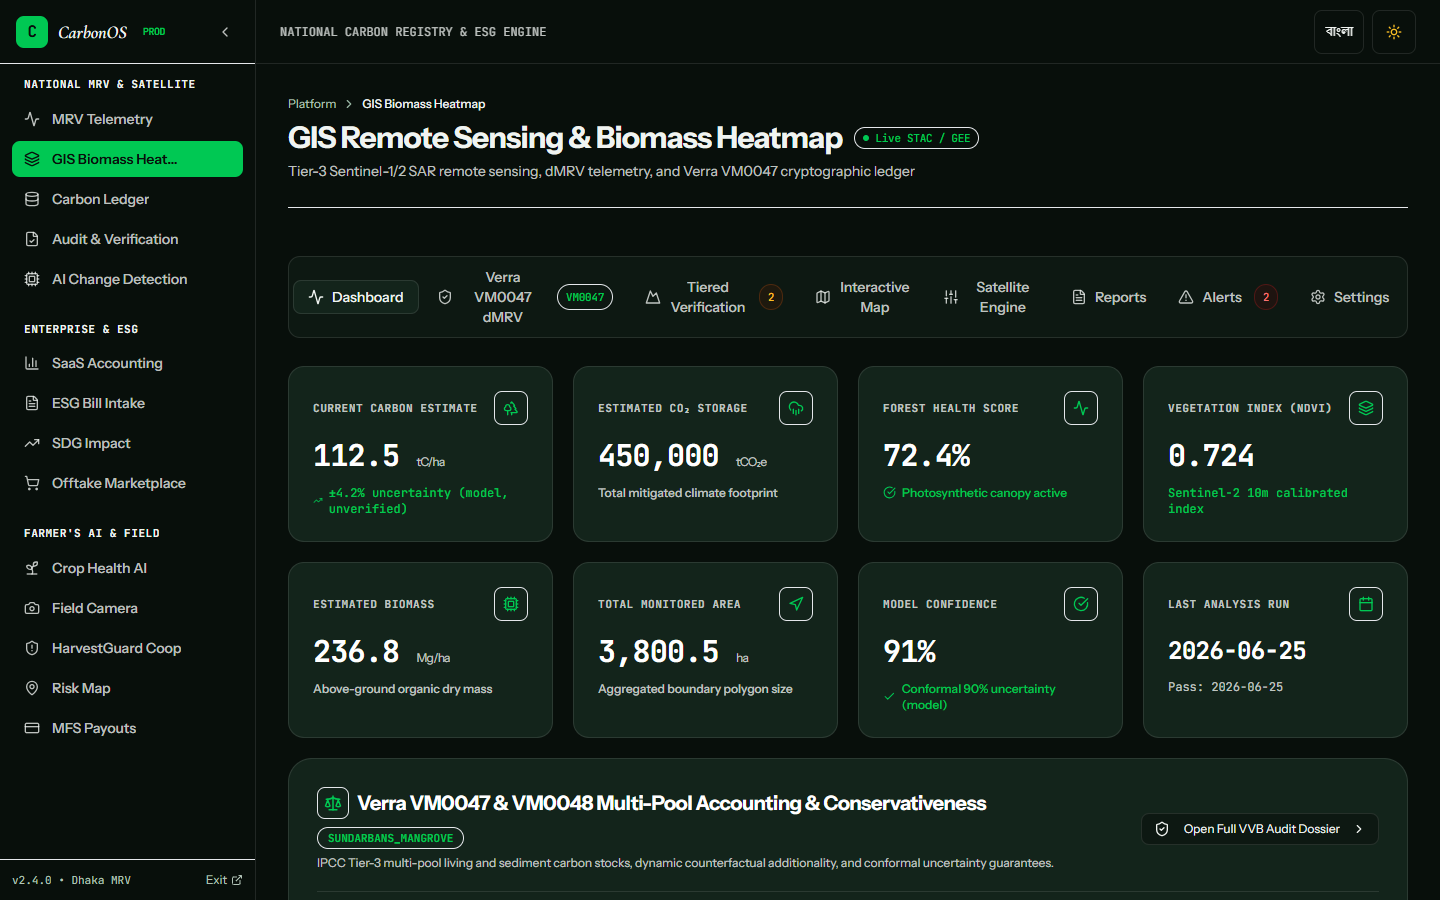 C CarbonOS PROD
NATIONAL CARBON REGISTRY & ESG ENGINE
বাংলা
NATIONAL MRV & SATELLITE
MRV Telemetry
GIS Biomass Heat...
Carbon Ledger
Audit & Verification
AI Change Detection
ENTERPRISE & ESG
SaaS Accounting
ESG Bill Intake
SDG Impact
Offtake Marketplace
FARMER'S AI & FIELD
Crop Health AI
Field Camera
HarvestGuard Coop
Risk Map
MFS Payouts
v2.4.0 • Dhaka MRV
Exit
Platform > GIS Biomass Heatmap
GIS Remote Sensing & Biomass Heatmap
Live STAC / GEE
Tier-3 Sentinel-1/2 SAR remote sensing, dMRV telemetry, and Verra VM0047 cryptographic ledger
Dashboard
Verra
VM0047
dMRV
VM0047
Tiered
Verification
2
Interactive
Map
Satellite
Engine
Reports
Alerts
2
Settings
CURRENT CARBON ESTIMATE
112.5 tC/ha
±4.2% uncertainty (model,
unverified)
ESTIMATED CO₂ STORAGE
450,000 tCO₂e
Total mitigated climate footprint
FOREST HEALTH SCORE
72.4%
Photosynthetic canopy active
VEGETATION INDEX (NDVI)
0.724
Sentinel-2 10m calibrated
index
ESTIMATED BIOMASS
236.8 Mg/ha
Above-ground organic dry mass
TOTAL MONITORED AREA
3,800.5 ha
Aggregated boundary polygon size
MODEL CONFIDENCE
91%
Conformal 90% uncertainty
(model)
LAST ANALYSIS RUN
2026-06-25
Pass: 2026-06-25
Verra VM0047 & VM0048 Multi-Pool Accounting & Conservativeness
SUNDARBANS_MANGROVE
IPCC Tier-3 multi-pool living and sediment carbon stocks, dynamic counterfactual additionality, and conformal uncertainty guarantees.
Open Full VVB Audit Dossier